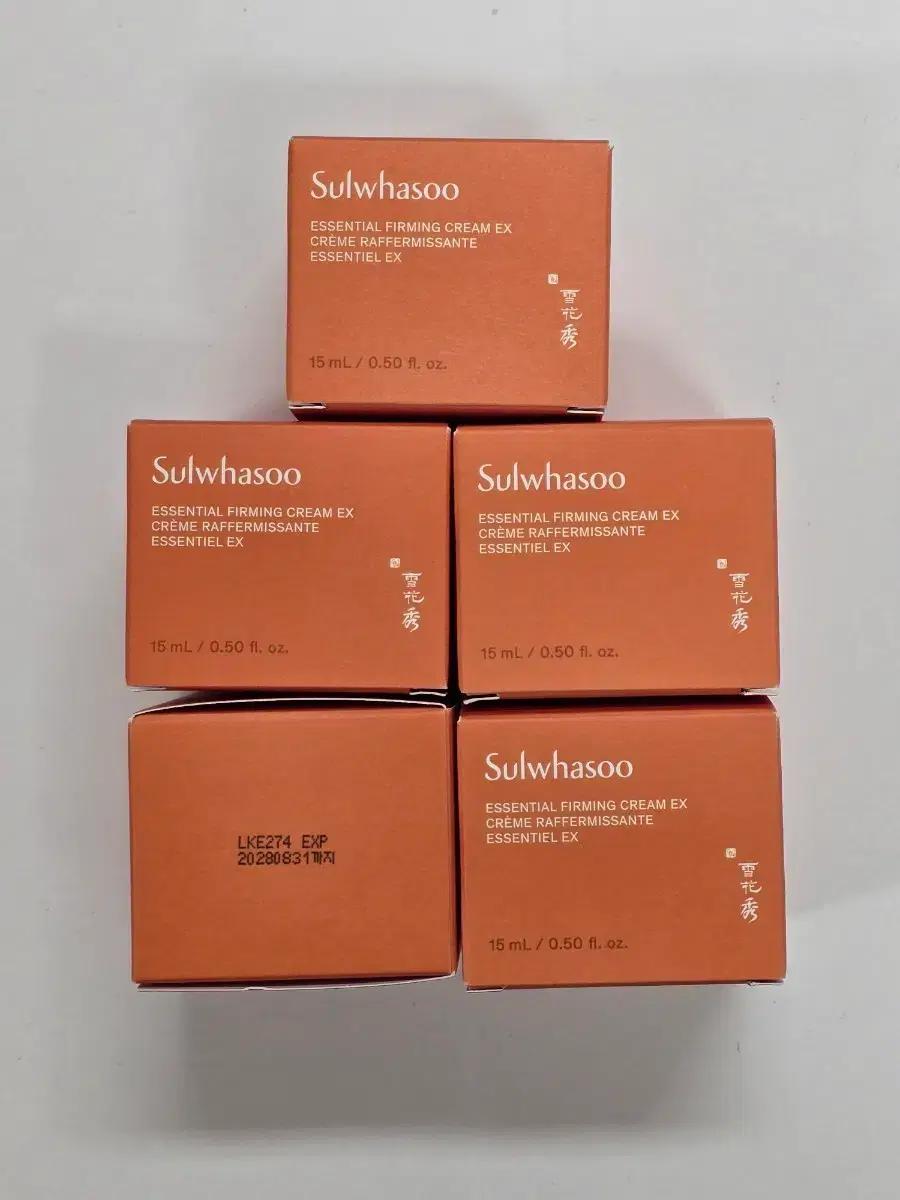 Sulwhasoo
ESSENTIAL FIRMING CREAM EX
CRÈME RAFFERMISSANTE
ESSENTIEL EX
雪花秀
15 mL / 0.50 fl. oz.
Sulwhasoo
ESSENTIAL FIRMING CREAM EX
CRÈME RAFFERMISSANTE
ESSENTIEL EX
雪花秀
15 mL / 0.50 fl. oz.
Sulwhasoo
ESSENTIAL FIRMING CREAM EX
CRÈME RAFFERMISSANTE
ESSENTIEL EX
雪花秀
15 mL / 0.50 fl. oz.
LKE274 EXP
20280831까지
Sulwhasoo
ESSENTIAL FIRMING CREAM EX
CRÈME RAFFERMISSANTE
ESSENTIEL EX
雪花秀
15 mL / 0.50 fl. oz.